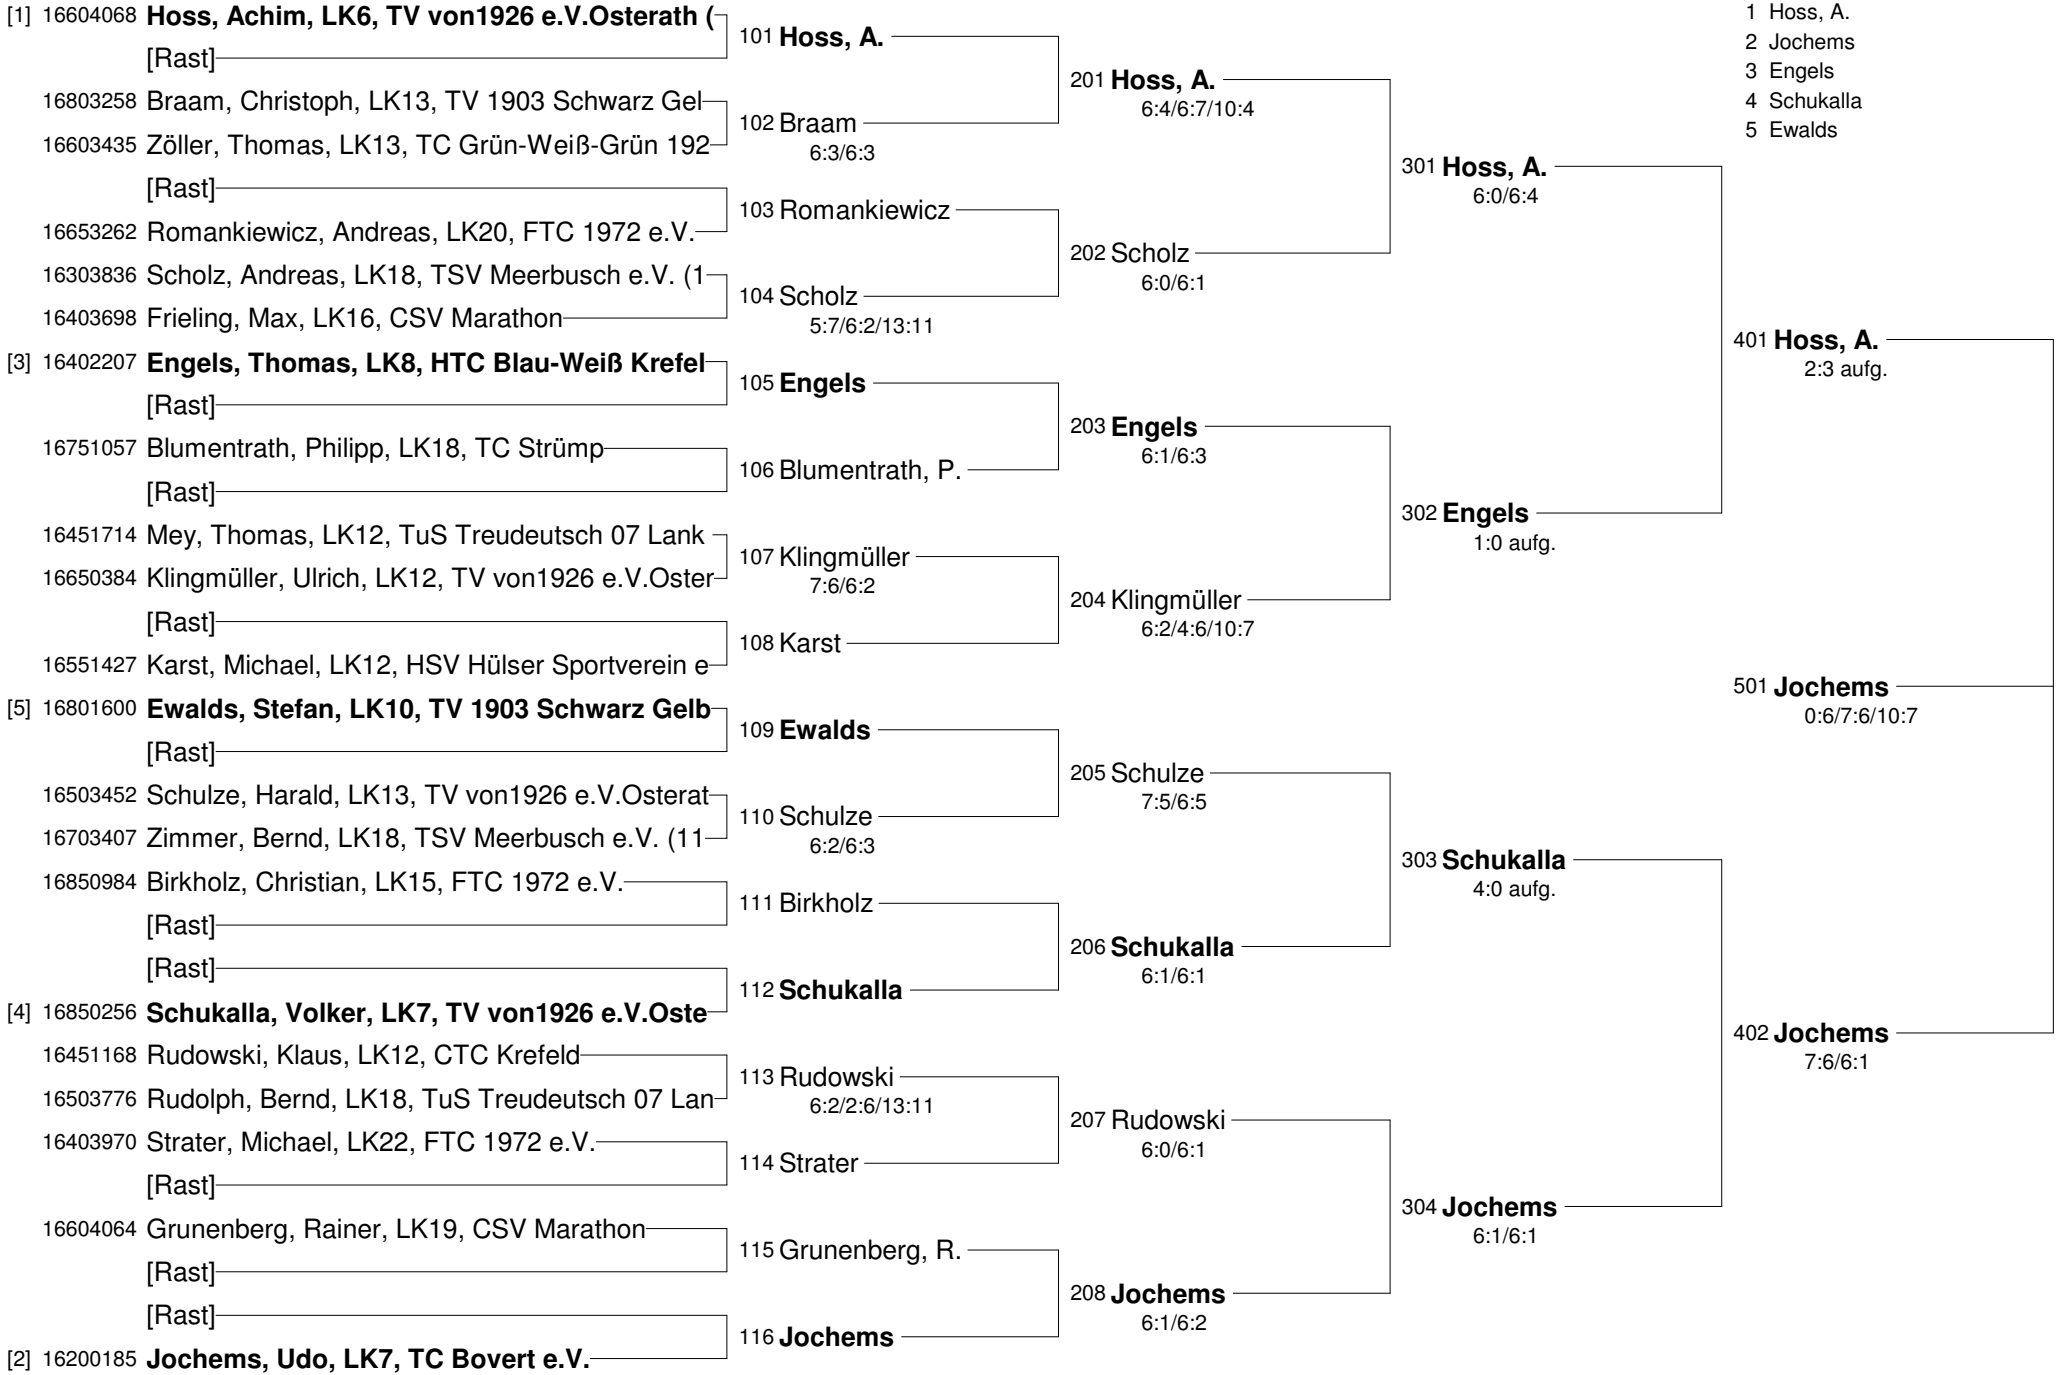 [1] 16604068 Hoss, Achim, LK6, TV von1926 e.V.Osterath (
[Rast]
16803258 Braam, Christoph, LK13, TV 1903 Schwarz Gel
16603435 Zöller, Thomas, LK13, TC Grün-Weiß-Grün 192
[Rast]
16653262 Romankiewicz, Andreas, LK20, FTC 1972 e.V.
16303836 Scholz, Andreas, LK18, TSV Meerbusch e.V. (1
16403698 Frieling, Max, LK16, CSV Marathon
[3] 16402207 Engels, Thomas, LK8, HTC Blau-Weiß Krefel
[Rast]
16751057 Blumentrath, Philipp, LK18, TC Strümp
[Rast]
16451714 Mey, Thomas, LK12, TuS Treudeutsch 07 Lank
16650384 Klingmüller, Ulrich, LK12, TV von1926 e.V.Oster
[Rast]
16551427 Karst, Michael, LK12, HSV Hülser Sportverein e
[5] 16801600 Ewalds, Stefan, LK10, TV 1903 Schwarz Gelb
[Rast]
16503452 Schulze, Harald, LK13, TV von1926 e.V.Osterat
16703407 Zimmer, Bernd, LK18, TSV Meerbusch e.V. (11
16850984 Birkholz, Christian, LK15, FTC 1972 e.V.
[Rast]
[Rast]
[4] 16850256 Schukalla, Volker, LK7, TV von1926 e.V.Oste
16451168 Rudowski, Klaus, LK12, CTC Krefeld
16503776 Rudolph, Bernd, LK18, TuS Treudeutsch 07 Lan
16403970 Strater, Michael, LK22, FTC 1972 e.V.
[Rast]
16604064 Grunenberg, Rainer, LK19, CSV Marathon
[Rast]
[Rast]
[2] 16200185 Jochems, Udo, LK7, TC Bovert e.V.
101 Hoss, A.
102 Braam
6:3/6:3
103 Romankiewicz
104 Scholz
5:7/6:2/13:11
105 Engels
106 Blumentrath, P.
107 Klingmüller
7:6/6:2
108 Karst
109 Ewalds
110 Schulze
6:2/6:3
111 Birkholz
112 Schukalla
113 Rudowski
6:2/2:6/13:11
114 Strater
115 Grunenberg, R.
116 Jochems
201 Hoss, A.
6:4/6:7/10:4
202 Scholz
6:0/6:1
203 Engels
6:1/6:3
204 Klingmüller
6:2/4:6/10:7
205 Schulze
7:5/6:5
206 Schukalla
6:1/6:1
207 Rudowski
6:0/6:1
208 Jochems
6:1/6:2
301 Hoss, A.
6:0/6:4
302 Engels
1:0 aufg.
303 Schukalla
4:0 aufg.
304 Jochems
6:1/6:1
1 Hoss, A.
2 Jochems
3 Engels
4 Schukalla
5 Ewalds
401 Hoss, A.
2:3 aufg.
501 Jochems
0:6/7:6/10:7
402 Jochems
7:6/6:1